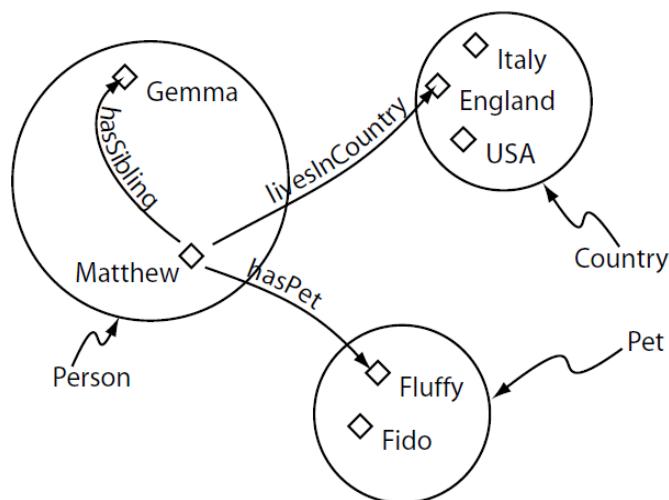 Italy
Gemma
England
hasSibling
livesInCountry
USA
Matthew
Country
hasPet
Person
Pet
Fluffy
Fido